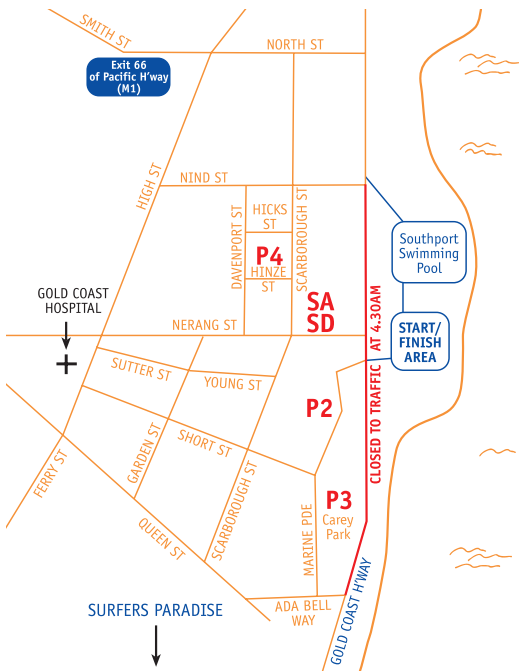 SMITH ST
NORTH ST
Exit 66
of Pacific H'way
(M1)
HIGH ST
NIND ST
DAVENPORT ST
HICKS
ST
SCARBOROUGH ST
P4
HINZE
ST
Southport
Swimming
Pool
GOLD COAST
HOSPITAL
SA
SD
NERANG ST
START/
FINISH
AREA
CLOSED TO TRAFFIC AT 4.30AM
SUTTER ST
YOUNG ST
P2
GARDEN ST
SHORT ST
FERRY ST
SCARBOROUGH ST
QUEEN ST
P3
Carey
Park
MARINE PDE
GOLD COAST H'WAY
ADA BELL
WAY
SURFERS PARADISE